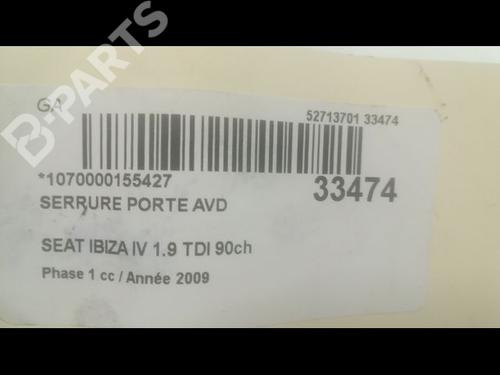 GA
52713701 33474
*1070000155427
33474
SERRURE PORTE AVD
SEAT IBIZA IV 1.9 TDI 90ch
Phase 1 cc / Année 2009
B-PARTS